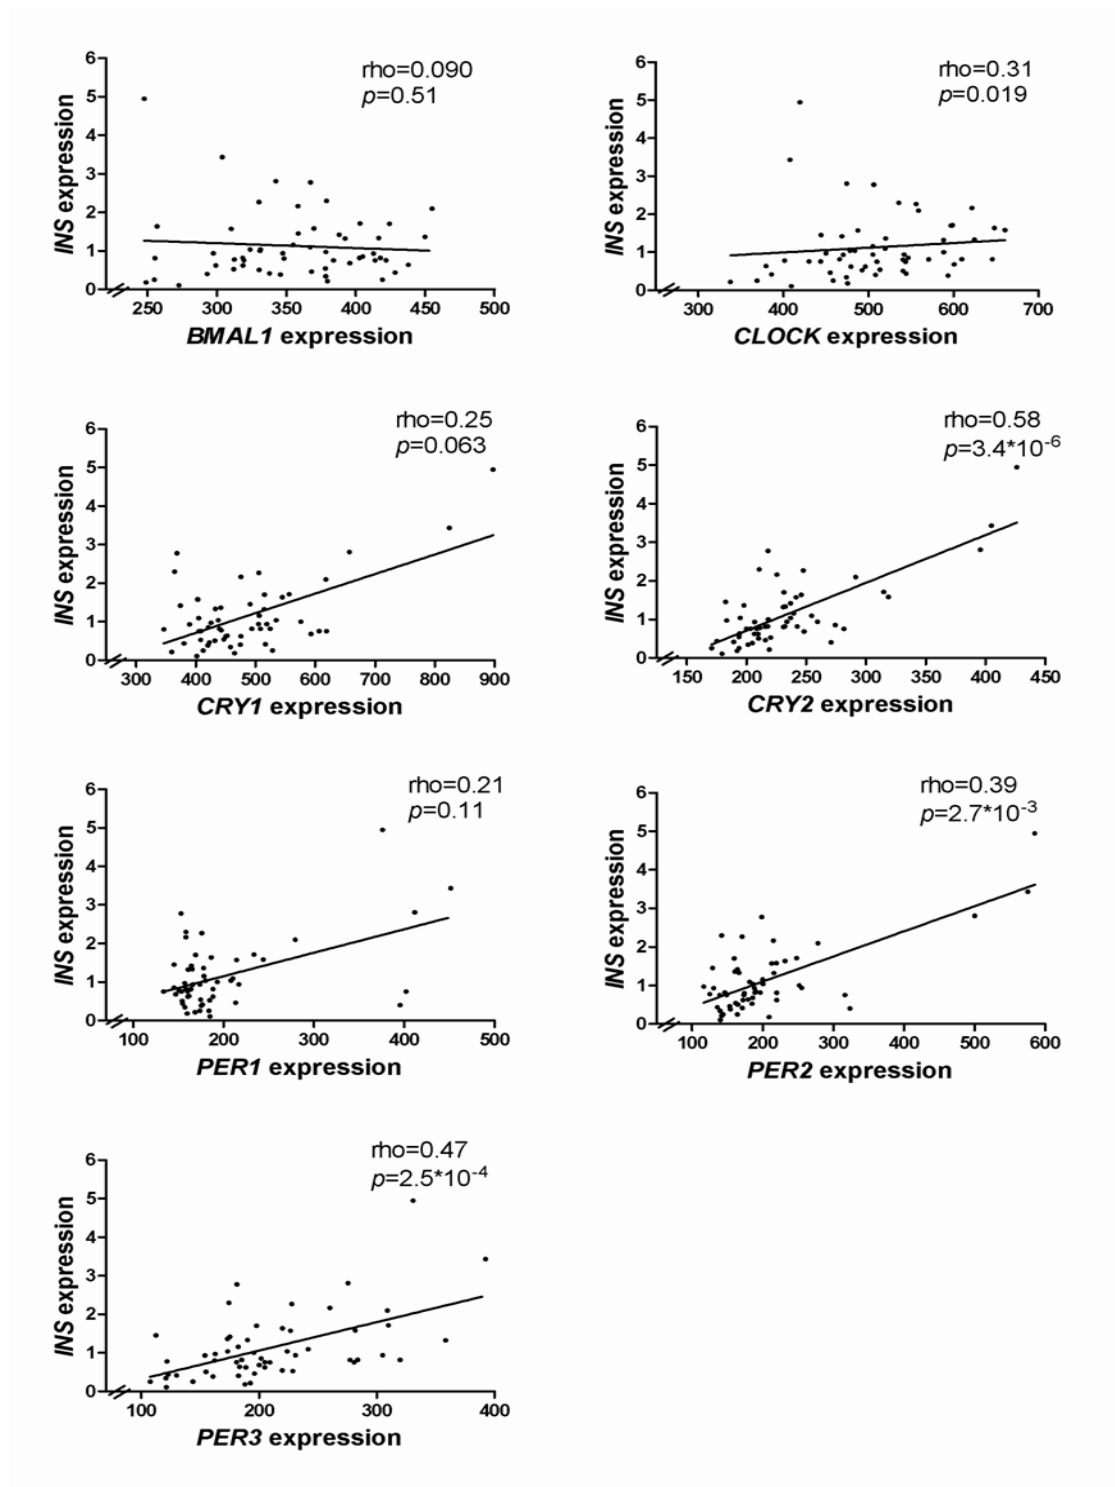 rho=0.090
p=0.51
6
5
4
3
2
1
0
INS expression
250 300 350 400 450 500
BMAL1 expression
rho=0.31
p=0.019
6
5
4
3
2
1
0
INS expression
300 400 500 600 700
CLOCK expression
rho=0.25
p=0.063
6
5
4
3
2
1
0
INS expression
300 400 500 600 700 800 900
CRY1 expression
rho=0.58
p=3.4*10-6
6
5
4
3
2
1
0
INS expression
150 200 250 300 350 400 450
CRY2 expression
rho=0.21
p=0.11
6
5
4
3
2
1
0
INS expression
100 200 300 400 500
PER1 expression
rho=0.39
p=2.7*10-3
6
5
4
3
2
1
0
INS expression
100 200 300 400 500 600
PER2 expression
rho=0.47
p=2.5*10-4
6
5
4
3
2
1
0
INS expression
100 200 300 400
PER3 expression